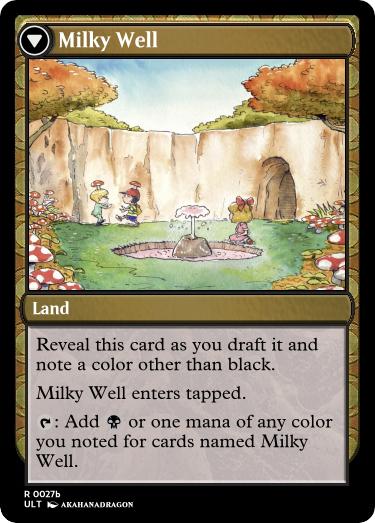 Milky Well
Land
Reveal this card as you draft it and
note a color other than black.
Milky Well enters tapped.
: Add or one mana of any color
you noted for cards named Milky
Well.
R 0027b
ULT AKAHANADRAGON